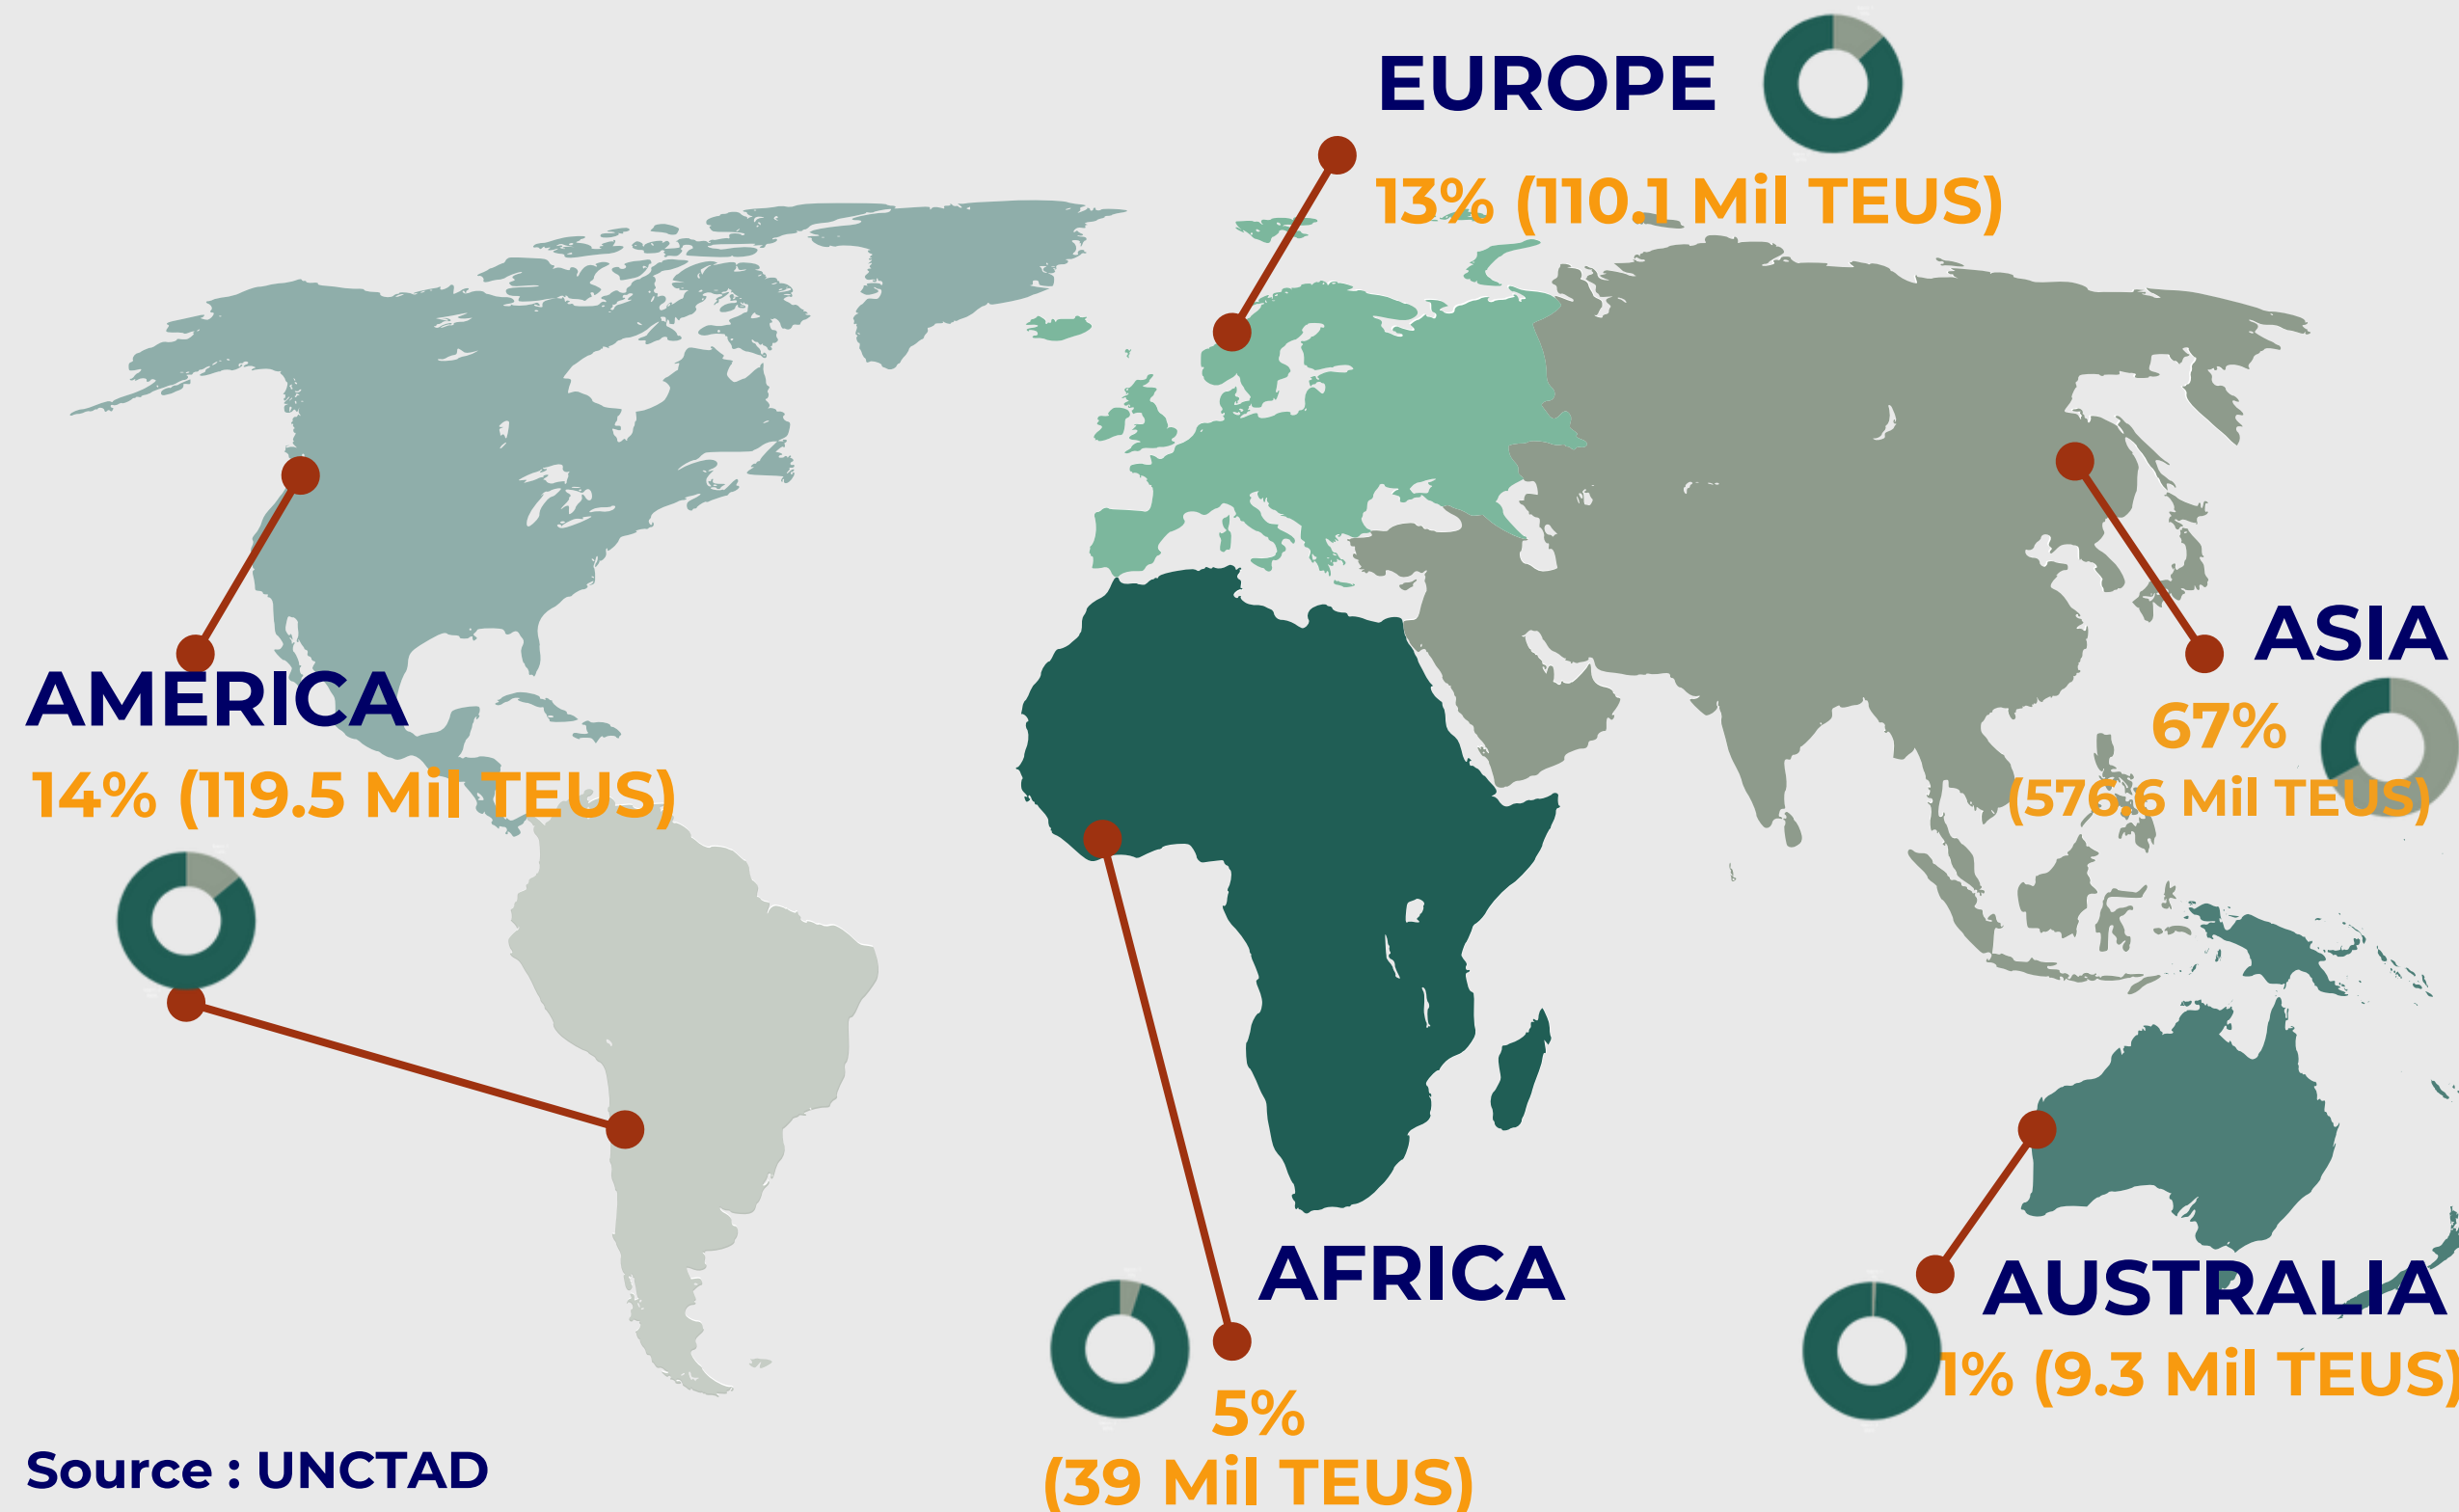 EUROPE
13% (110.1 Mil TEUS)
AMERICA
14% (119.5 Mil TEUS)
ASIA
67%
(576.6 Mil TEUS)
AFRICA
5%
(39 Mil TEUS)
AUSTRALIA
1% (9.3 Mil TEUS)
Source : UNCTAD